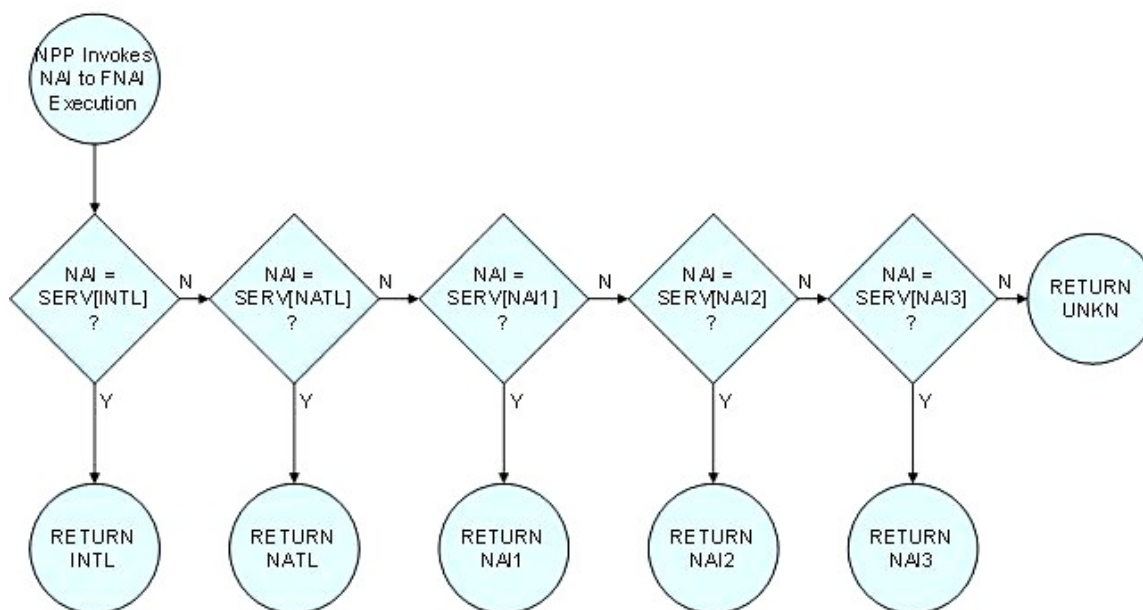 NPP Invokes
NAI to FNAI
Execution
NAI =
SERV[INTL]
?
N
NAI =
SERV[NATL]
?
N
NAI =
SERV[NAI1]
?
N
NAI =
SERV[NAI2]
?
N
NAI =
SERV[NAI3]
?
N
RETURN
UNKN
Y
Y
Y
Y
Y
RETURN
INTL
RETURN
NATL
RETURN
NAI1
RETURN
NAI2
RETURN
NAI3